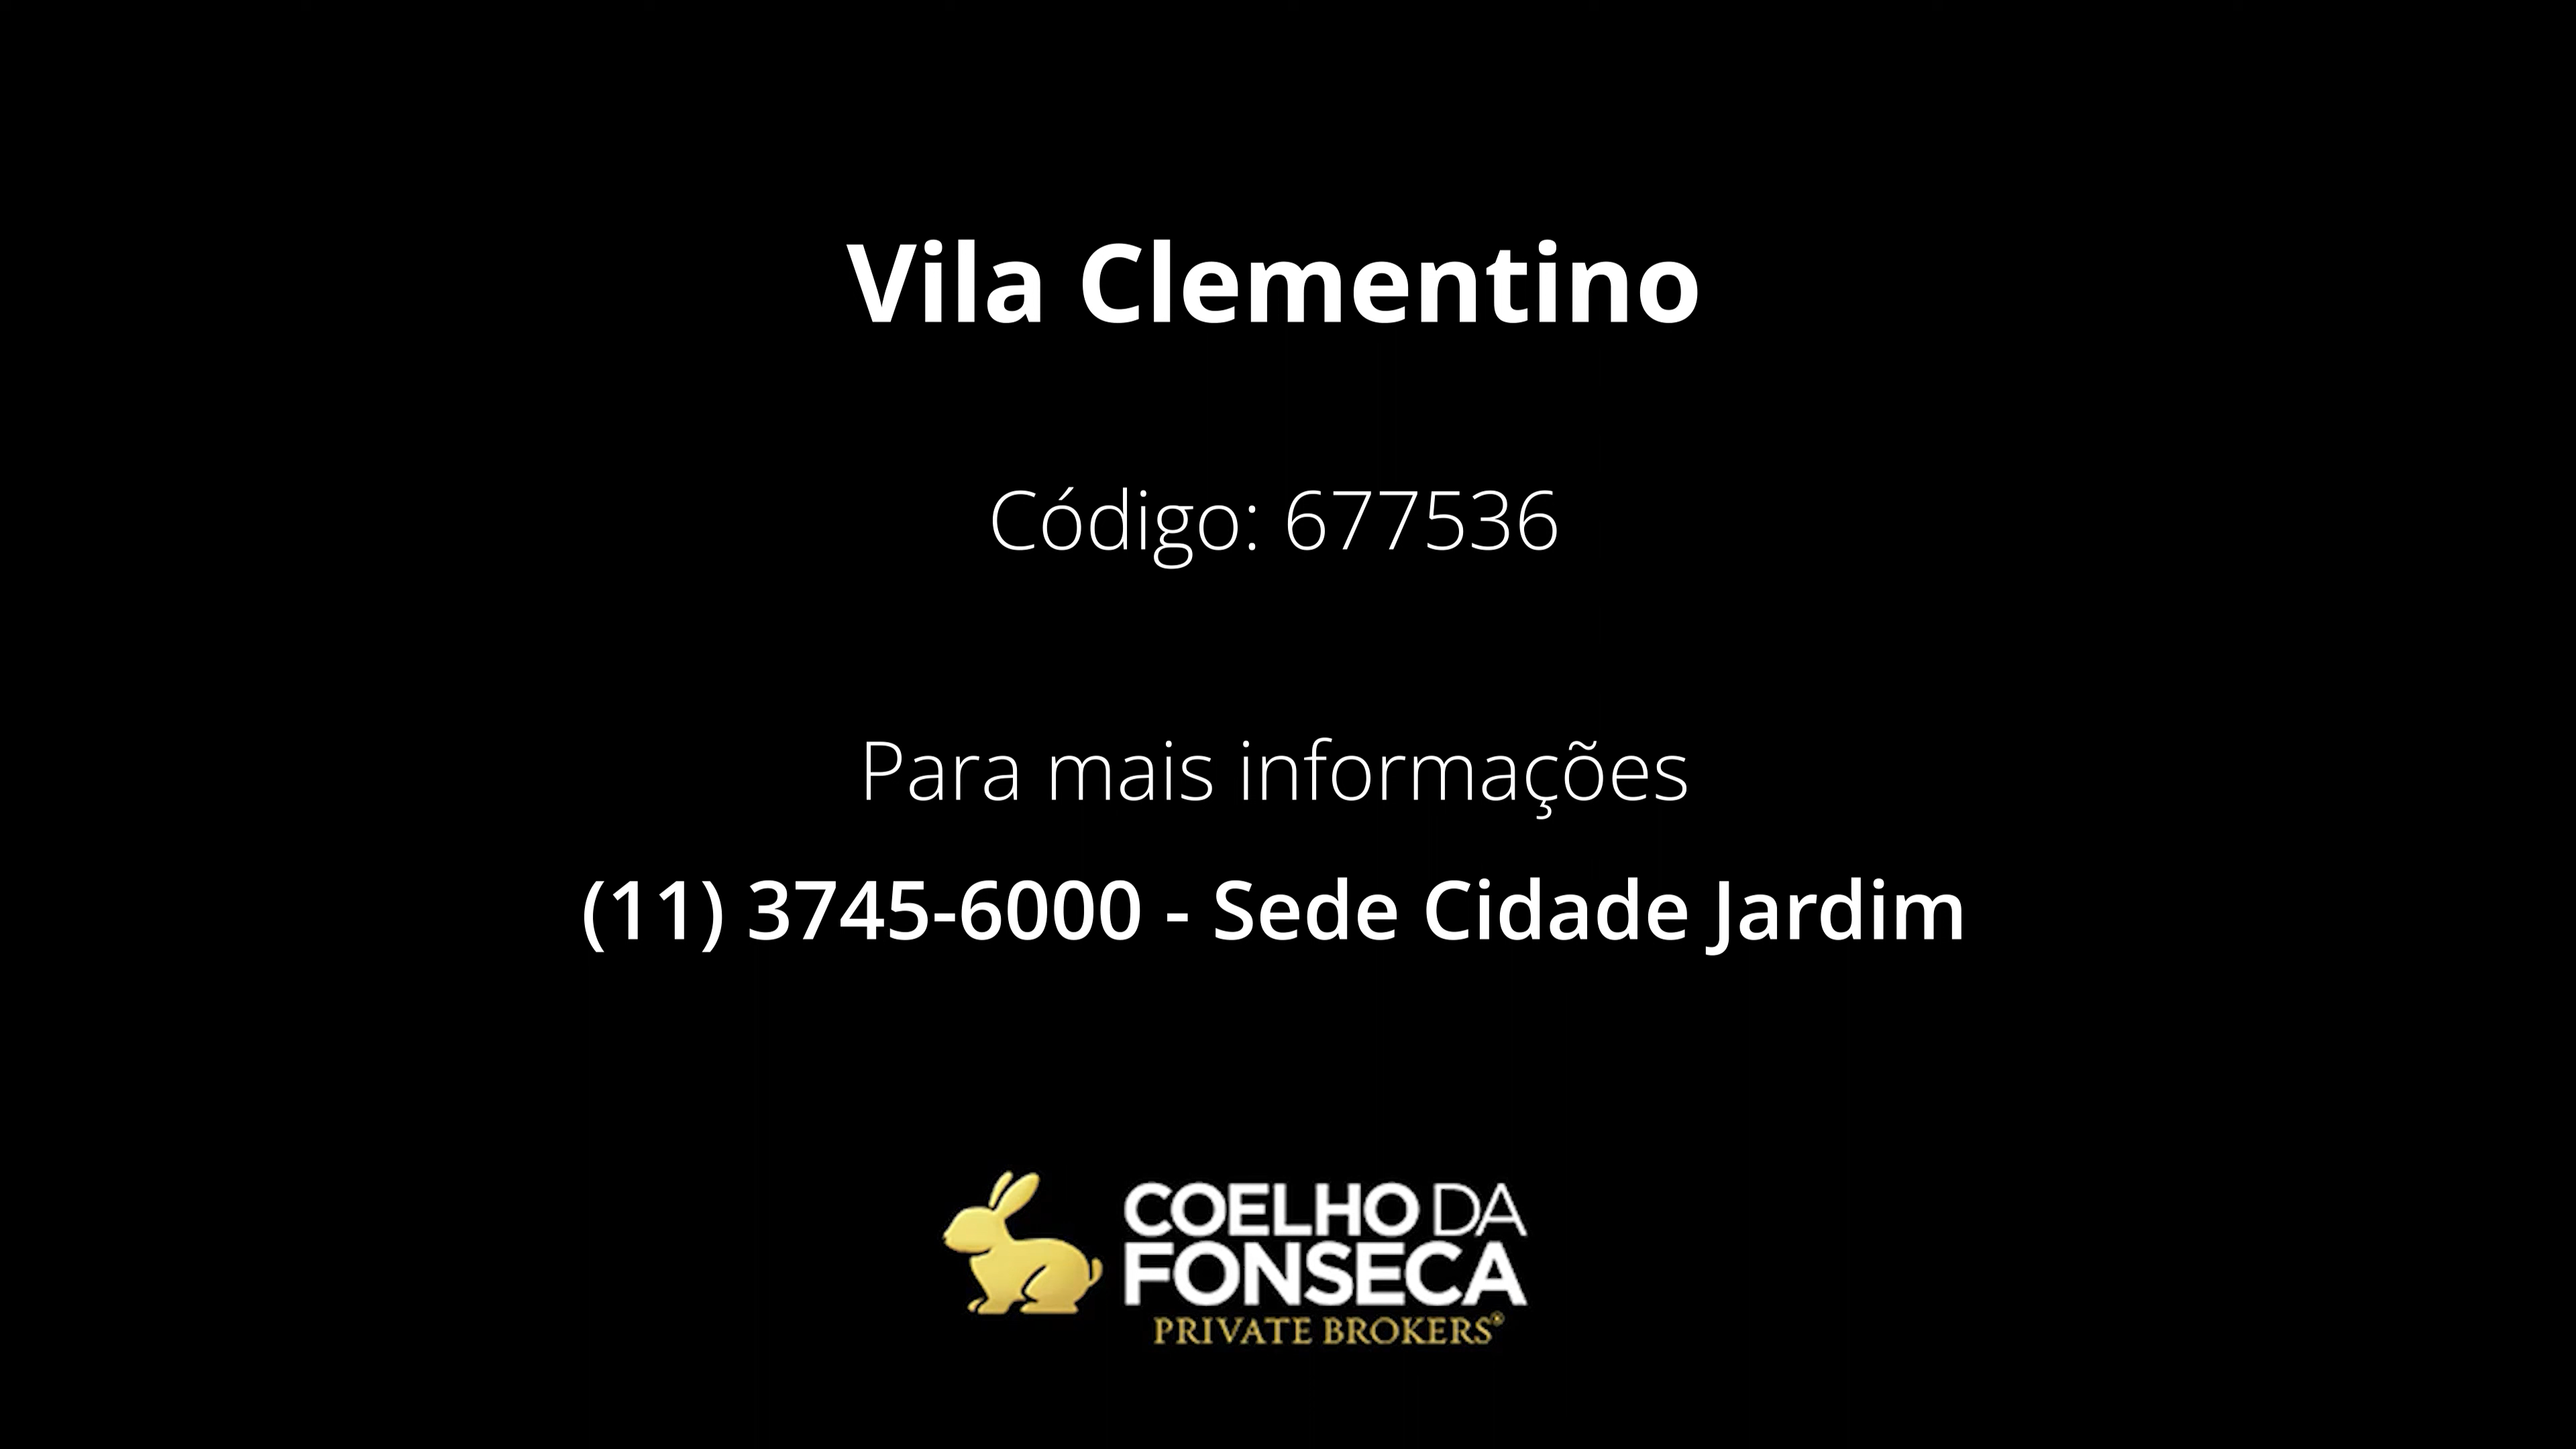 Vila Clementino
Código: 677536
Para mais informações
(11) 3745-6000 - Sede Cidade Jardim
COELHO DA
FONSECA
PRIVATE BROKERS®